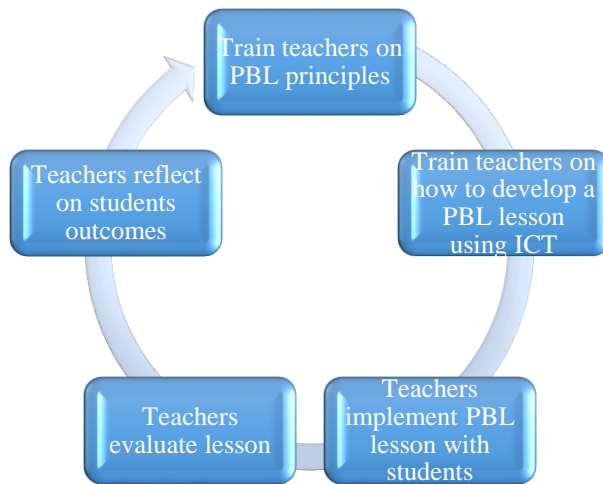 Train teachers on
PBL principles
Train teachers on
how to develop a
PBL lesson
using ICT
Teachers
implement PBL
lesson with
students
Teachers
evaluate lesson
Teachers reflect
on students
outcomes